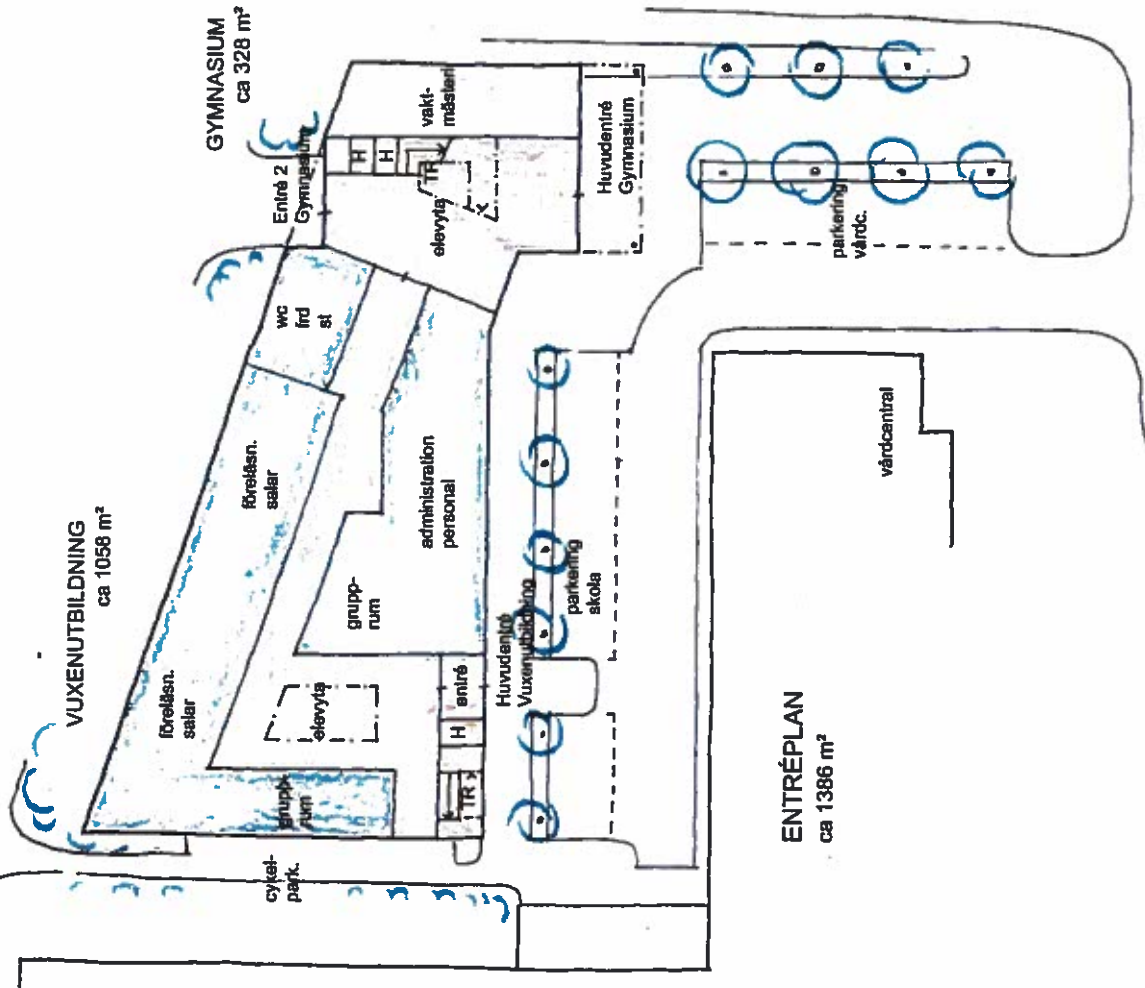 VUXENUTBILDNING
ca 1058 m²
GYMNASIUM
ca 328 m²
Entré 2
Gymnasium
vakt-
mästeri
H
H
TR
elevyta
Huvudentré
Gymnasium
wc
frd
st
föreläsn.
salar
föreläsn.
salar
administration
personal
grupp-
rum
elevyta
grupp-
rum
entré
H
TR
Huvudentré
Vuxenutbildning
cykel-
park.
parkering
skola
parkering
vårdc.
vårdcentral
ENTRÉPLAN
ca 1386 m²